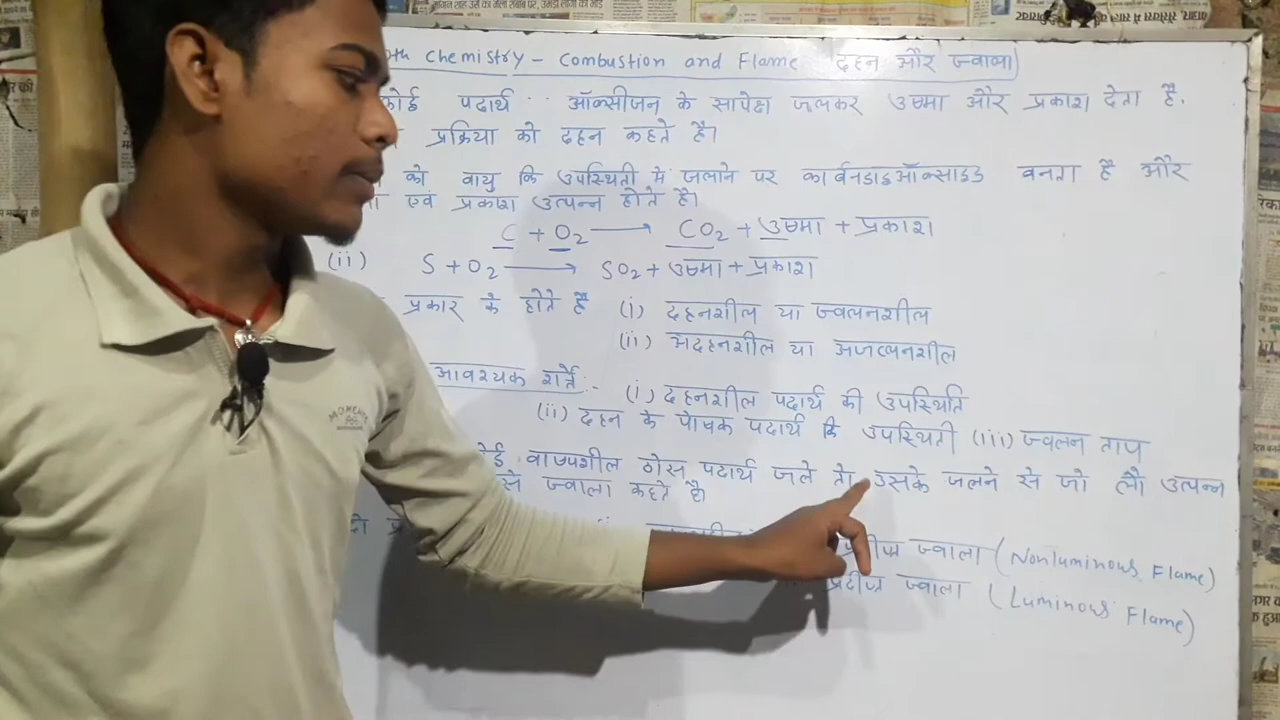 th Chemistry - Combustion and Flame दहन और ज्वाला)
कोई पदार्थ ऑक्सीजन के सापेक्ष जलकर उष्मा और प्रकाश देता है.
प्रक्रिया को दहन कहते है।
को वायु कि उपस्थिती में जलाने पर कार्बनडाइऑक्साइड बनता है और
एवं प्रकाश उत्पन्न होते है।
C + O₂ ⟶ CO₂ + उष्मा + प्रकाश
(ii) S + O₂ ⟶ SO₂ + उष्मा + प्रकाश
प्रकार के होते हैं (i) दहनशील या ज्वलनशील
(ii) अदहनशील या अज्वलनशील
आवश्यक शर्तें :- (i) दहनशील पदार्थ की उपस्थिति
(ii) दहन के पोषक पदार्थ कि उपस्थिती (iii) ज्वलन ताप
वाष्पशील ठोस पदार्थ जले तो उसके जलने से जो लौ उत्पन्न
से ज्वाला कहते है।
दो ज्वाला (Nonluminous Flame)
प्रदीप्त ज्वाला (Luminous Flame)
MOMENTS